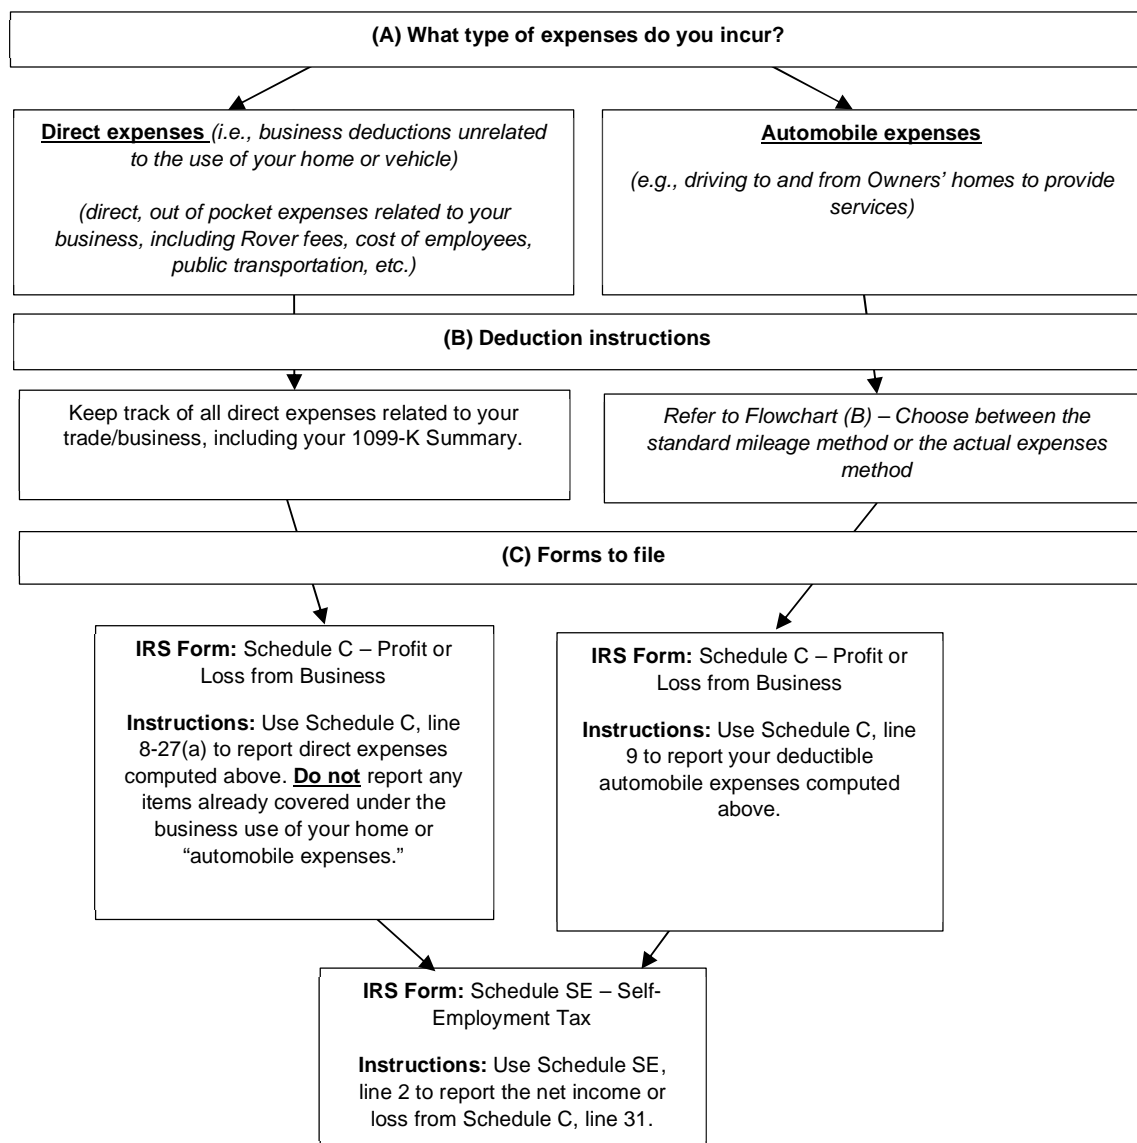 (A) What type of expenses do you incur?
Direct expenses (i.e., business deductions unrelated
to the use of your home or vehicle)
(direct, out of pocket expenses related to your
business, including Rover fees, cost of employees,
public transportation, etc.)
Automobile expenses
(e.g., driving to and from Owners’ homes to provide
services)
(B) Deduction instructions
Keep track of all direct expenses related to your
trade/business, including your 1099-K Summary.
Refer to Flowchart (B) – Choose between the
standard mileage method or the actual expenses
method
(C) Forms to file
IRS Form: Schedule C – Profit or
Loss from Business
Instructions: Use Schedule C, line
8-27(a) to report direct expenses
computed above. Do not report any
items already covered under the
business use of your home or
“automobile expenses.”
IRS Form: Schedule C – Profit or
Loss from Business
Instructions: Use Schedule C, line
9 to report your deductible
automobile expenses computed
above.
IRS Form: Schedule SE – Self-
Employment Tax
Instructions: Use Schedule SE,
line 2 to report the net income or
loss from Schedule C, line 31.